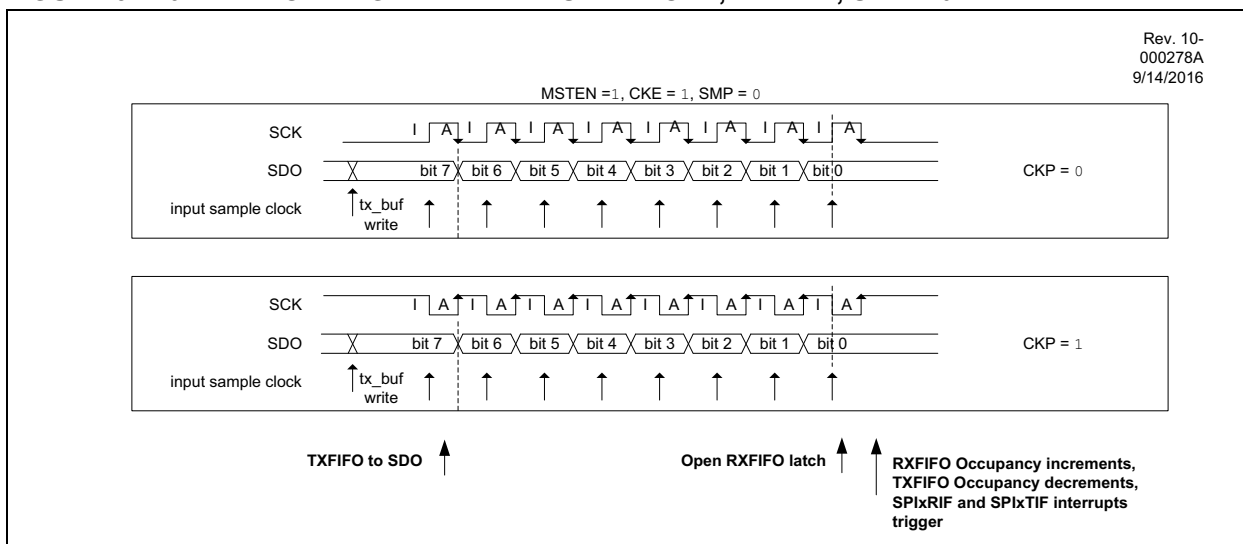 Rev. 10-
000278A
9/14/2016
MSTEN =1, CKE = 1, SMP = 0
SCK I A I A I A I A I A I A I A I A
SDO bit 7 bit 6 bit 5 bit 4 bit 3 bit 2 bit 1 bit 0 CKP = 0
input sample clock tx_buf
write
SCK I A I A I A I A I A I A I A I A
SDO bit 7 bit 6 bit 5 bit 4 bit 3 bit 2 bit 1 bit 0 CKP = 1
input sample clock tx_buf
write
TXFIFO to SDO Open RXFIFO latch RXFIFO Occupancy increments,
TXFIFO Occupancy decrements,
SPIxRIF and SPIxTIF interrupts
trigger